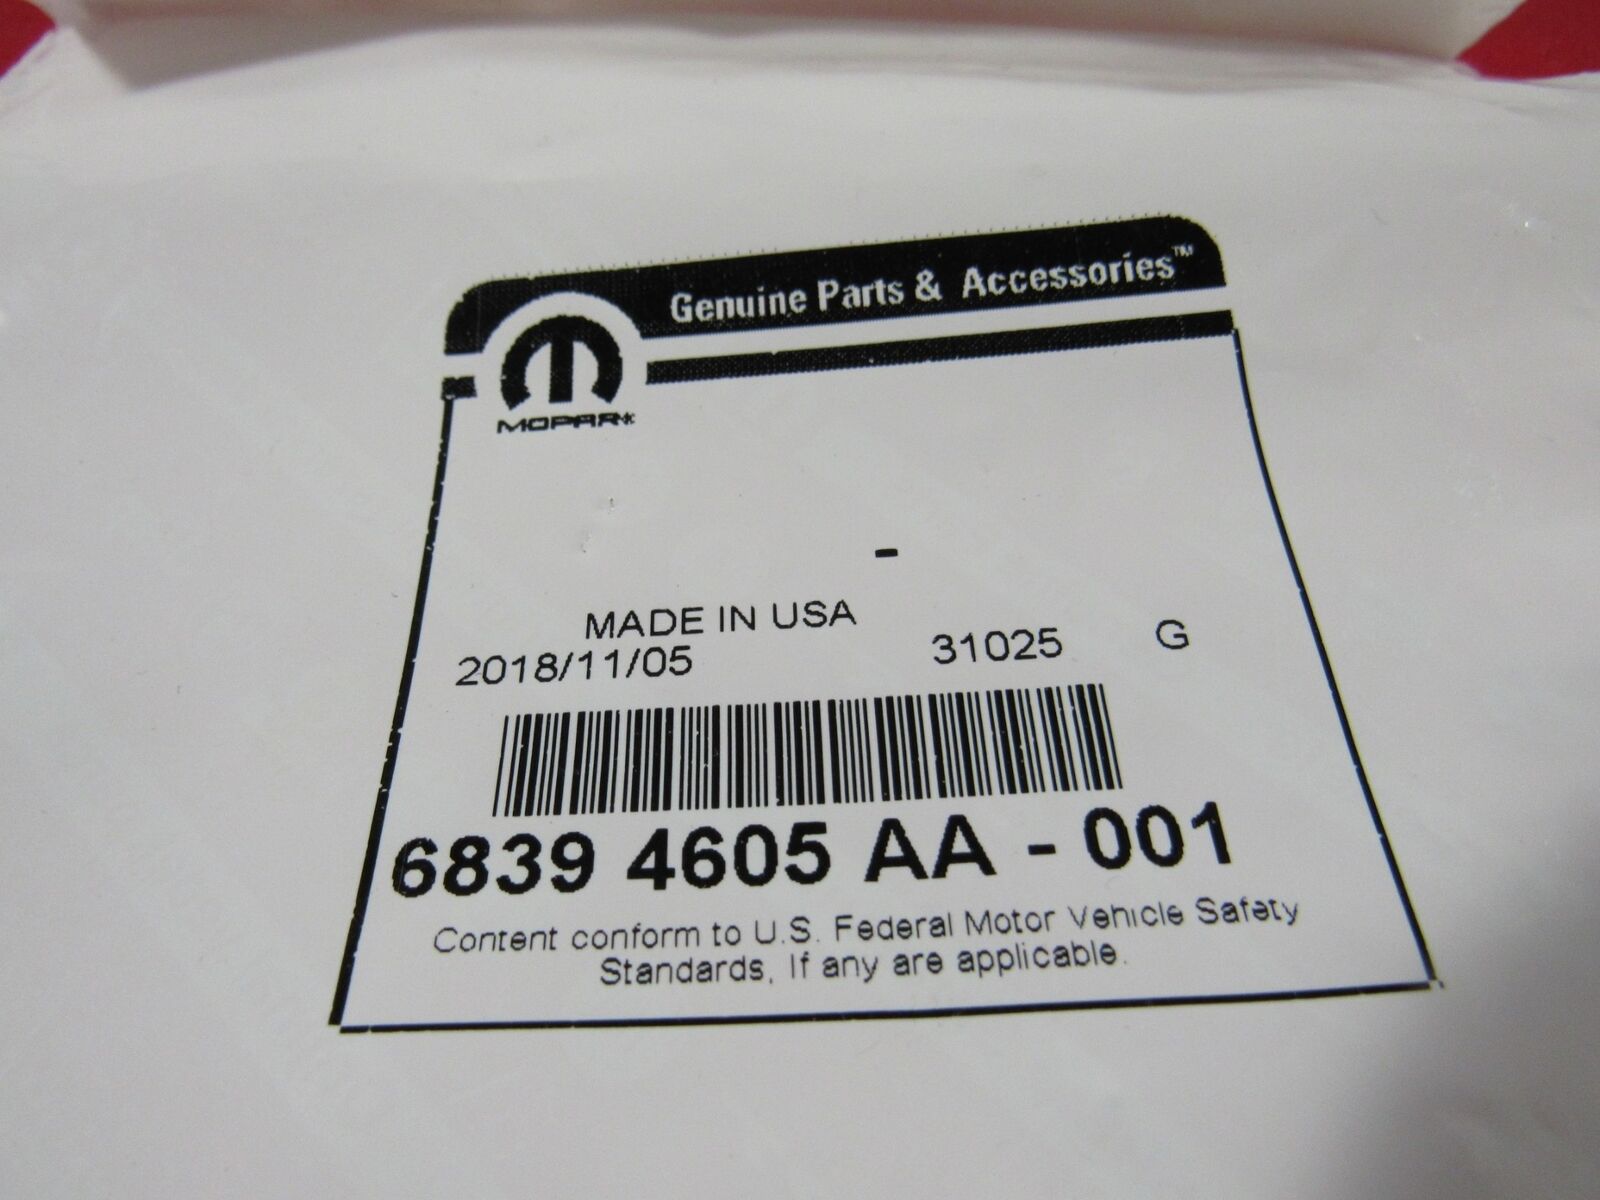 Genuine Parts & Accessories™
MOPAR
-
MADE IN USA
2018/11/05 31025 G
6839 4605 AA - 001
Content conform to U.S. Federal Motor Vehicle Safety
Standards, If any are applicable.